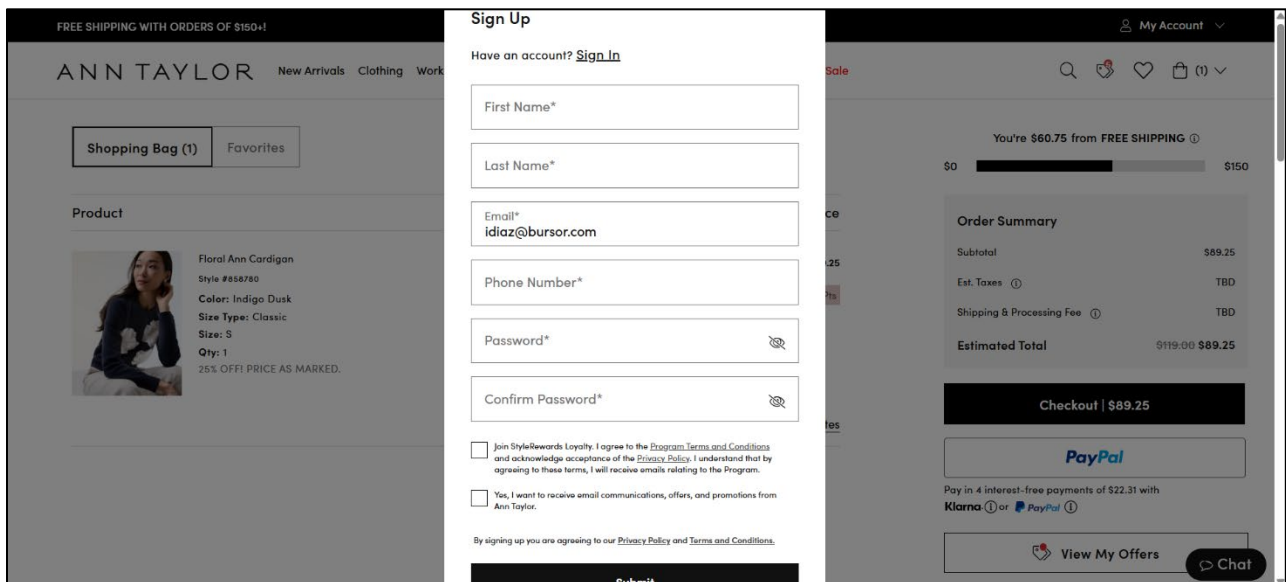 FREE SHIPPING WITH ORDERS OF $150+!
My Account
ANN TAYLOR
New Arrivals Clothing Work
Sale
(1)
Sign Up
Have an account? Sign In
First Name*
Last Name*
Email*
idiaz@bursor.com
Phone Number*
Password*
Confirm Password*
Join StyleRewards Loyalty. I agree to the Program Terms and Conditions
and acknowledge acceptance of the Privacy Policy. I understand that by
agreeing to these terms, I will receive emails relating to the Program.
Yes, I want to receive email communications, offers, and promotions from
Ann Taylor.
By signing up you are agreeing to our Privacy Policy and Terms and Conditions.
Submit
Shopping Bag (1)
Favorites
Product
Floral Ann Cardigan
Style #858780
Color: Indigo Dusk
Size Type: Classic
Size: S
Qty: 1
25% OFF! PRICE AS MARKED.
ce
.25
Pts
tes
You're $60.75 from FREE SHIPPING
$0
$150
Order Summary
Subtotal $89.25
Est. Taxes TBD
Shipping & Processing Fee TBD
Estimated Total $119.00 $89.25
Checkout | $89.25
PayPal
Pay in 4 interest-free payments of $22.31 with
Klarna. or PayPal
View My Offers
Chat